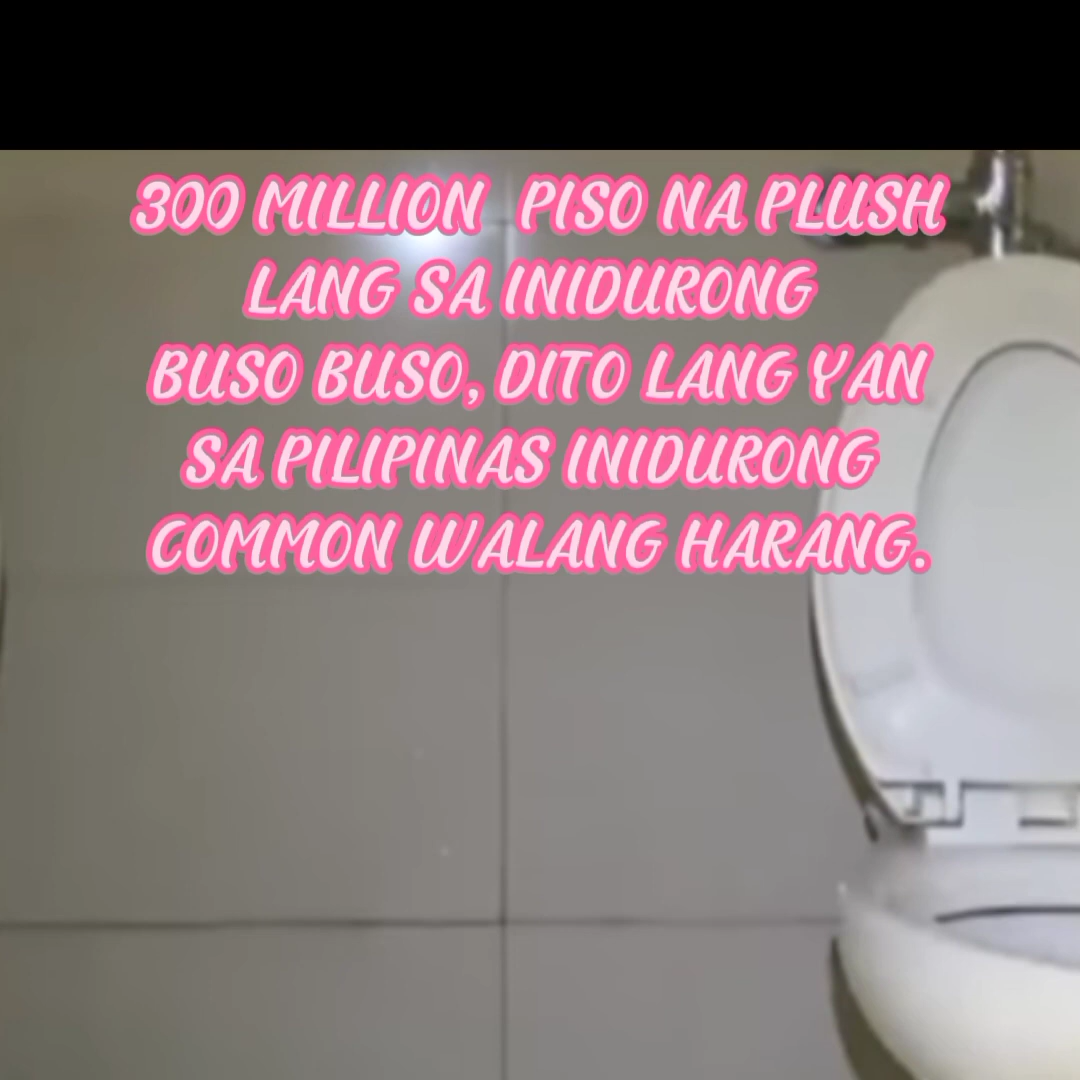 300 MILLION PISO NA PLUSH
LANG SA INIDURONG
BUSO BUSO, DITO LANG YAN
SA PILIPINAS INIDURONG
COMMON WALANG HARANG.